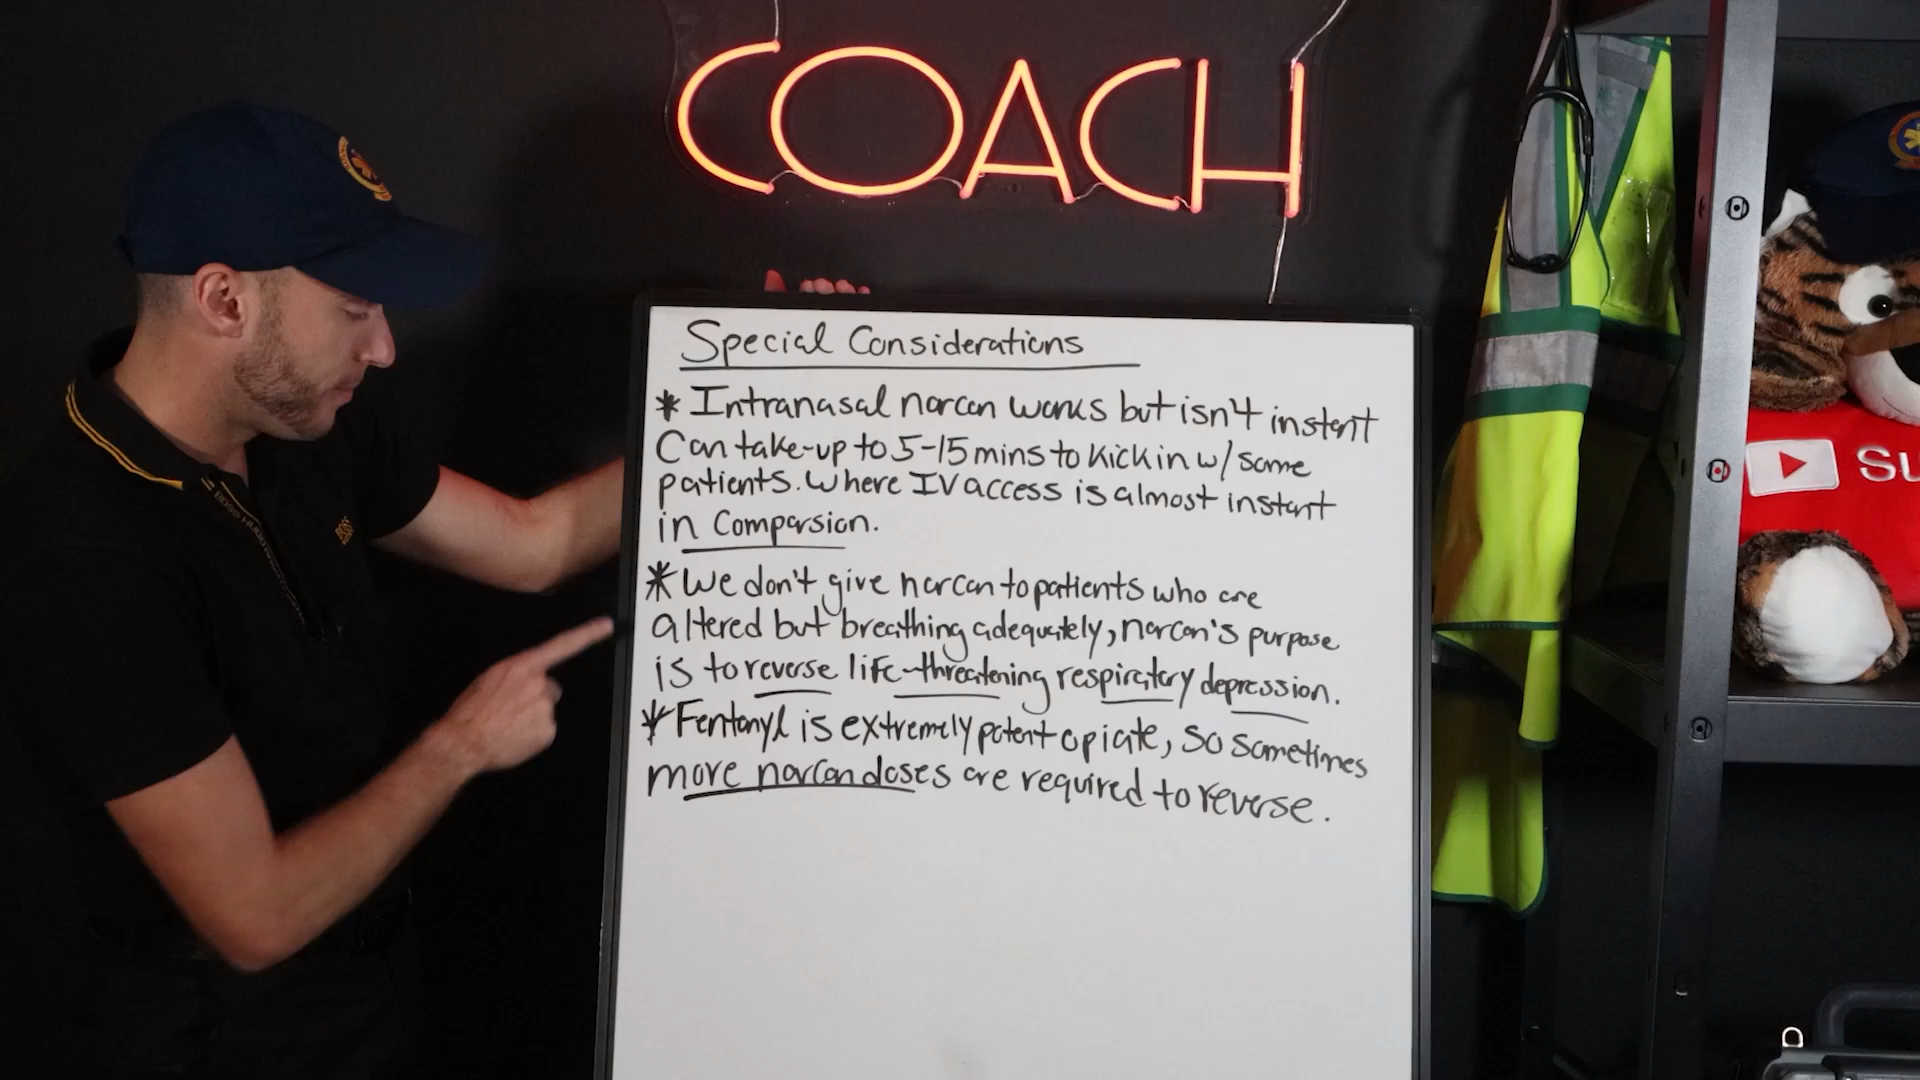 COACH
Special Considerations
* Intranasal narcan works but isn't instant
Can take up to 5-15 mins to kick in w/ some
patients. Where IV access is almost instant
in Comparsion.
* We don't give narcan to patients who are
altered but breathing adequately, narcan's purpose
is to reverse life-threatening respiratory depression.
* Fentanyl is extremely potent opiate, so sometimes
more narcan doses are required to reverse.
BOSS
Su